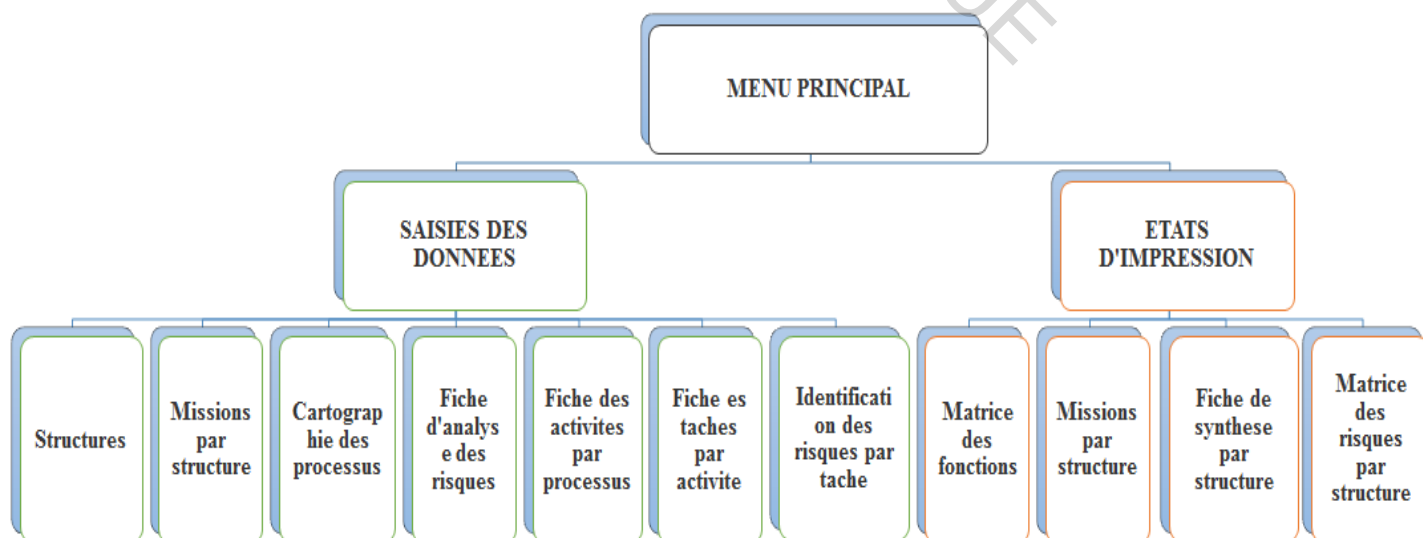 MENU PRINCIPAL
SAISIES DES
DONNEES
ETATS
D'IMPRESSION
Structures
Missions
par
structure
Cartograp
hie des
processus
Fiche
d'analys
e des
risques
Fiche des
activites
par
processus
Fiche es
taches
par
activite
Identificati
on des
risques par
tache
Matrice
des
fonctions
Missions
par
structure
Fiche de
synthese
par
structure
Matrice
des
risques
par
structure